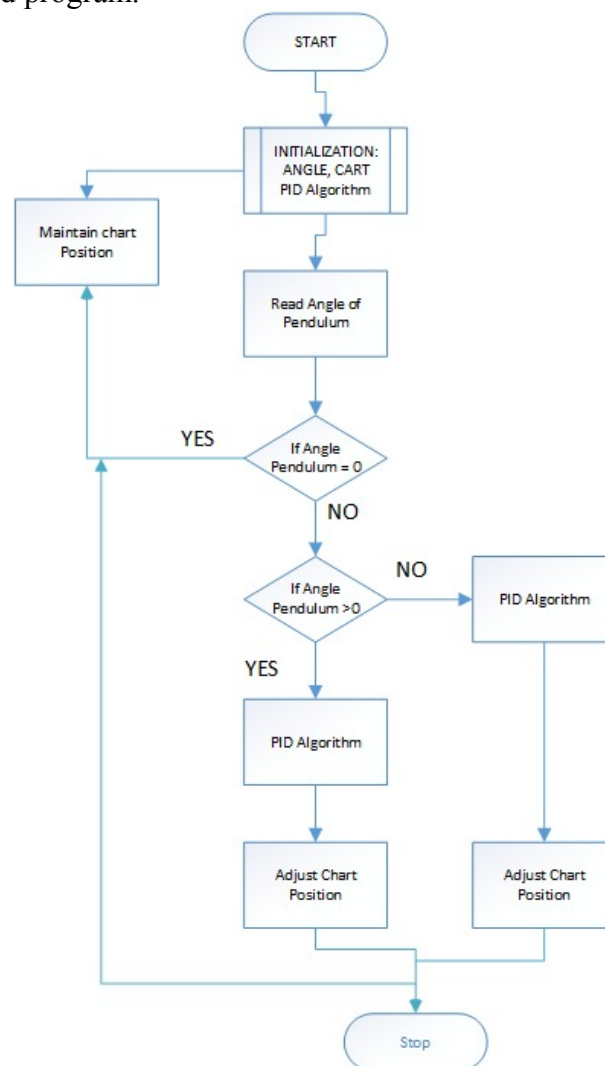 d program.
START
INITIALIZATION:
ANGLE, CART
PID Algorithm
Maintain chart
Position
Read Angle of
Pendulum
YES
If Angle
Pendulum = 0
NO
If Angle
Pendulum >0
NO
PID Algorithm
YES
PID Algorithm
Adjust Chart
Position
Adjust Chart
Position
Stop